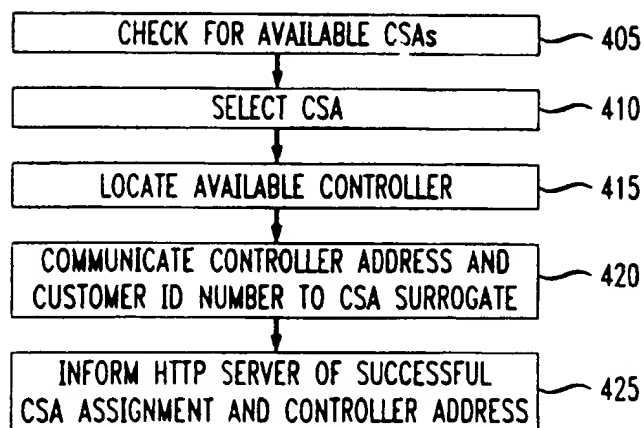 CHECK FOR AVAILABLE CSAs
405
SELECT CSA
410
LOCATE AVAILABLE CONTROLLER
415
COMMUNICATE CONTROLLER ADDRESS AND
CUSTOMER ID NUMBER TO CSA SURROGATE
420
INFORM HTTP SERVER OF SUCCESSFUL
CSA ASSIGNMENT AND CONTROLLER ADDRESS
425